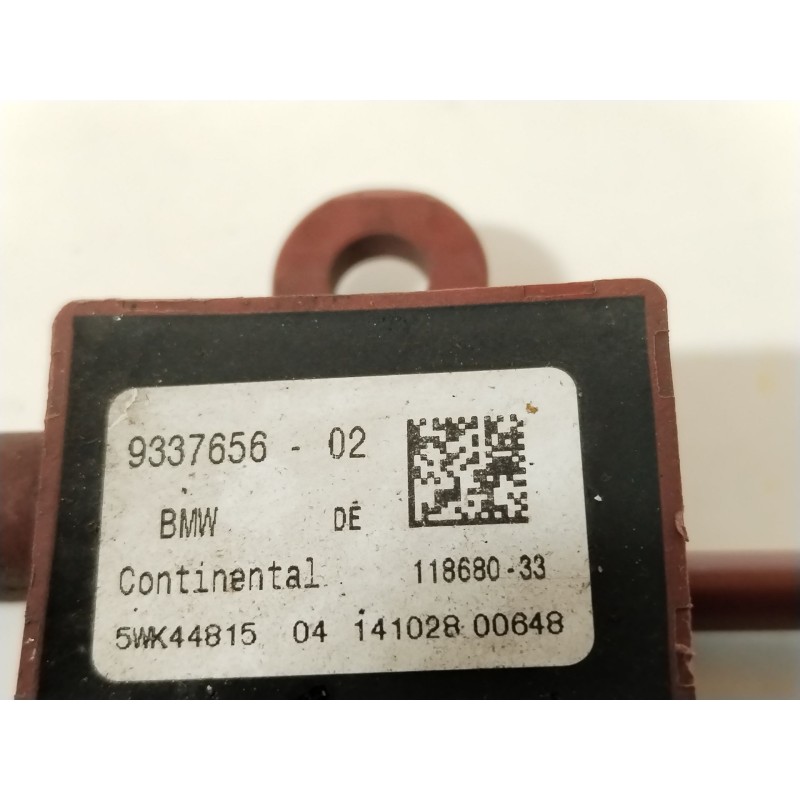 9337656 - 02
BMW DE
Continental 118680-33
5WK44815 04 141028 00648